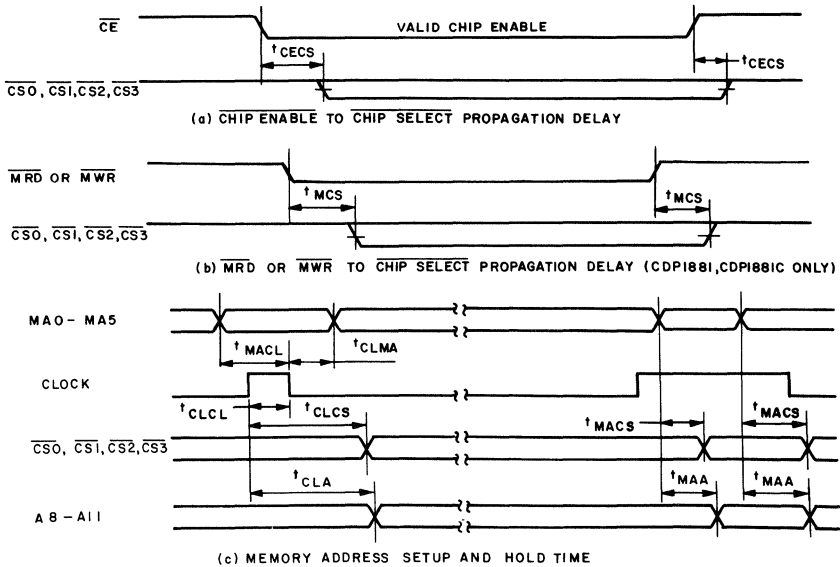 CE VALID CHIP ENABLE
tCECS tCECS
CS0, CS1, CS2, CS3
(a) CHIP ENABLE TO CHIP SELECT PROPAGATION DELAY
MRD OR MWR
tMCS tMCS
CS0, CS1, CS2, CS3
(b) MRD OR MWR TO CHIP SELECT PROPAGATION DELAY (CDP1881, CDP1881C ONLY)
MA0- MA5
tMACL tCLMA
CLOCK
tCLCL tCLCS tMACS tMACS
CS0, CS1, CS2, CS3
tCLA tMAA tMAA
A8-A11
(c) MEMORY ADDRESS SETUP AND HOLD TIME